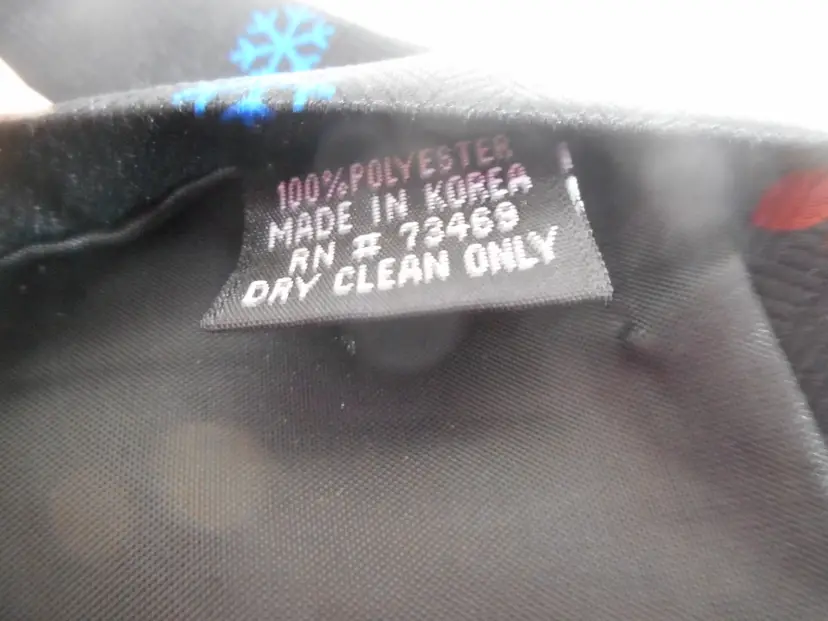 100% POLYESTER
MADE IN KOREA
RN # 73469
DRY CLEAN ONLY